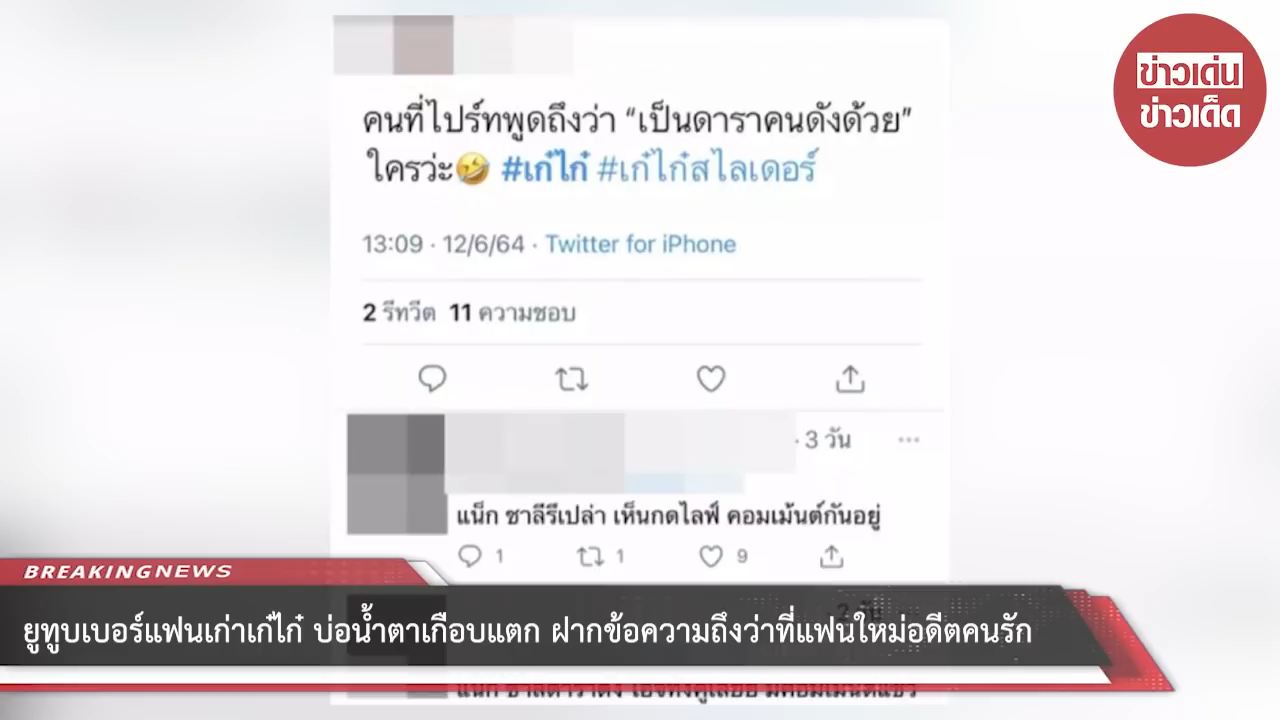 ข่าวเด่น
ข่าวเด็ด
คนที่ไปร์ทพูดถึงว่า “เป็นดาราคนดังด้วย”
ใครว่ะ🤣 #เก๋ไก๋ #เก๋ไก๋สไลเดอร์
13:09 · 12/6/64 · Twitter for iPhone
2 รีทวีต 11 ความชอบ
· 3 วัน ···
แน็ก ชาลีรึเปล่า เห็นกดไลฟ์ คอมเม้นต์กันอยู่
1 1 9
BREAKINGNEWS
ยูทูบเบอร์แฟนเก่าเก๋ไก๋ บ่อน้ำตาเกือบแตก ฝากข้อความถึงว่าที่แฟนใหม่อดีตคนรัก